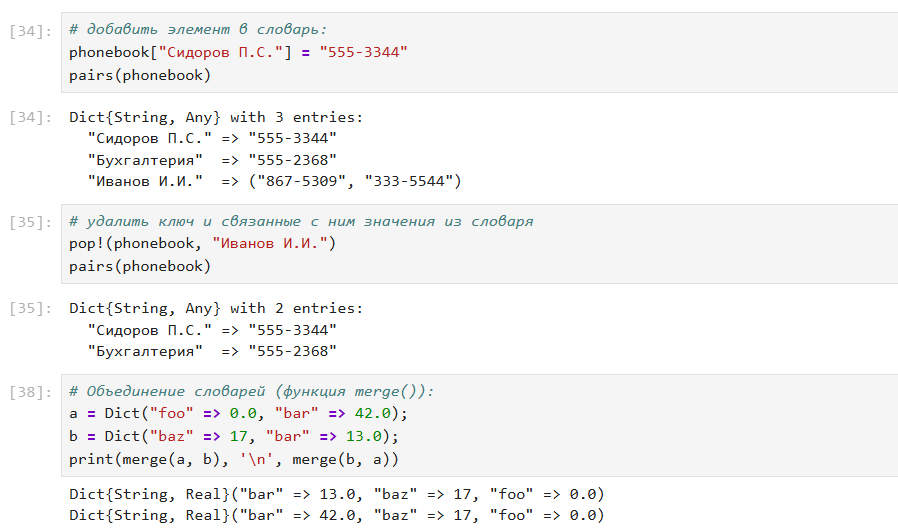 [34]: # добавить элемент в словарь:
phonebook["Сидоров П.С."] = "555-3344"
pairs(phonebook)
[34]: Dict{String, Any} with 3 entries:
  "Сидоров П.С." => "555-3344"
  "Бухгалтерия"  => "555-2368"
  "Иванов И.И."  => ("867-5309", "333-5544")
[35]: # удалить ключ и связанные с ним значения из словаря
pop!(phonebook, "Иванов И.И.")
pairs(phonebook)
[35]: Dict{String, Any} with 2 entries:
  "Сидоров П.С." => "555-3344"
  "Бухгалтерия"  => "555-2368"
[38]: # Объединение словарей (функция merge()):
a = Dict("foo" => 0.0, "bar" => 42.0);
b = Dict("baz" => 17, "bar" => 13.0);
print(merge(a, b), '\n', merge(b, a))
Dict{String, Real}("bar" => 13.0, "baz" => 17, "foo" => 0.0)
Dict{String, Real}("bar" => 42.0, "baz" => 17, "foo" => 0.0)